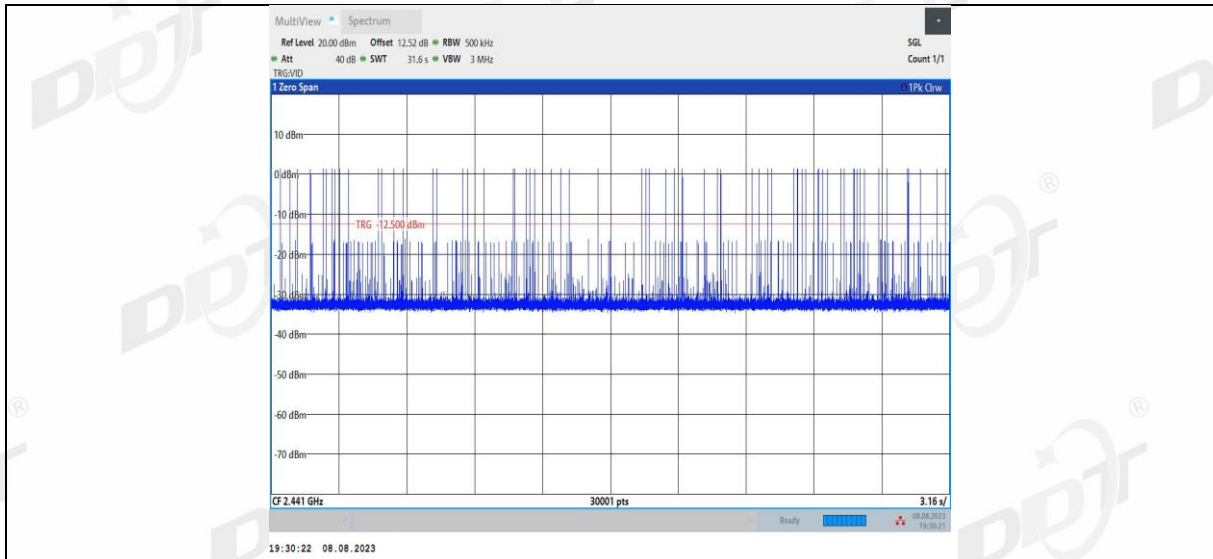 MultiView Spectrum
Ref Level 20.00 dBm Offset 12.52 dB RBW 500 kHz SGL
Att 40 dB SWT 31.6 s VBW 3 MHz Count 1/1
TRG:VID
1 Zero Span 1Pk Clrw
10 dBm
0 dBm
-10 dBm
TRG -12.500 dBm
-20 dBm
-30 dBm
-40 dBm
-50 dBm
-60 dBm
-70 dBm
CF 2.441 GHz 30001 pts 3.16 s/
Ready 08.08.2023
19:30:21
19:30:22 08.08.2023
DDT
®